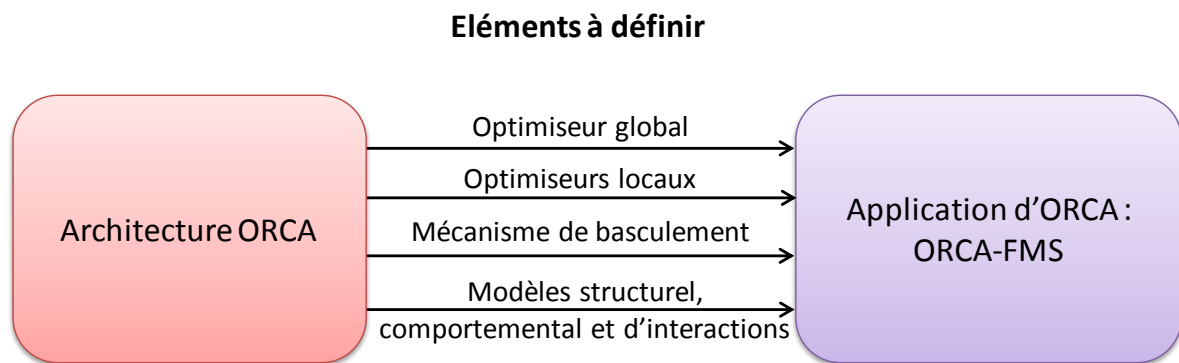 Eléments à définir
Architecture ORCA
Optimiseur global
Optimiseurs locaux
Mécanisme de basculement
Modèles structurel,
comportemental et d'interactions
Application d'ORCA :
ORCA-FMS